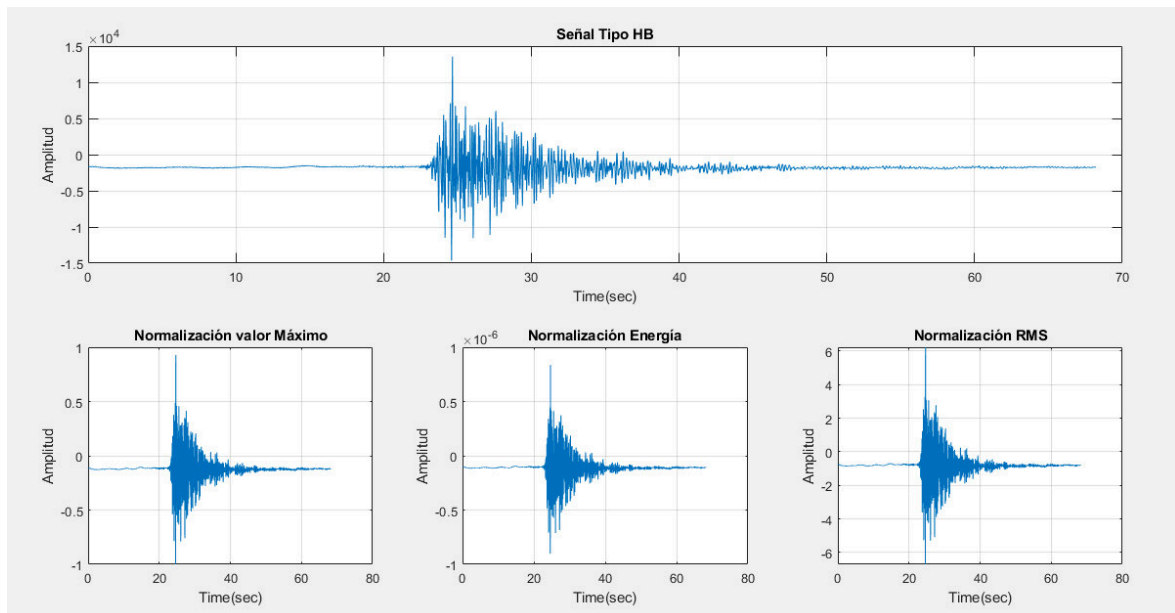 Señal Tipo HB
×10^4
1.5
1
0.5
0
-0.5
-1
-1.5
Amplitud
0 10 20 30 40 50 60 70
Time(sec)
Normalización valor Máximo
1
0.5
0
-0.5
-1
Amplitud
0 20 40 60 80
Time(sec)
Normalización Energía
×10^-6
1
0.5
0
-0.5
-1
Amplitud
0 20 40 60 80
Time(sec)
Normalización RMS
6
4
2
0
-2
-4
-6
Amplitud
0 20 40 60 80
Time(sec)